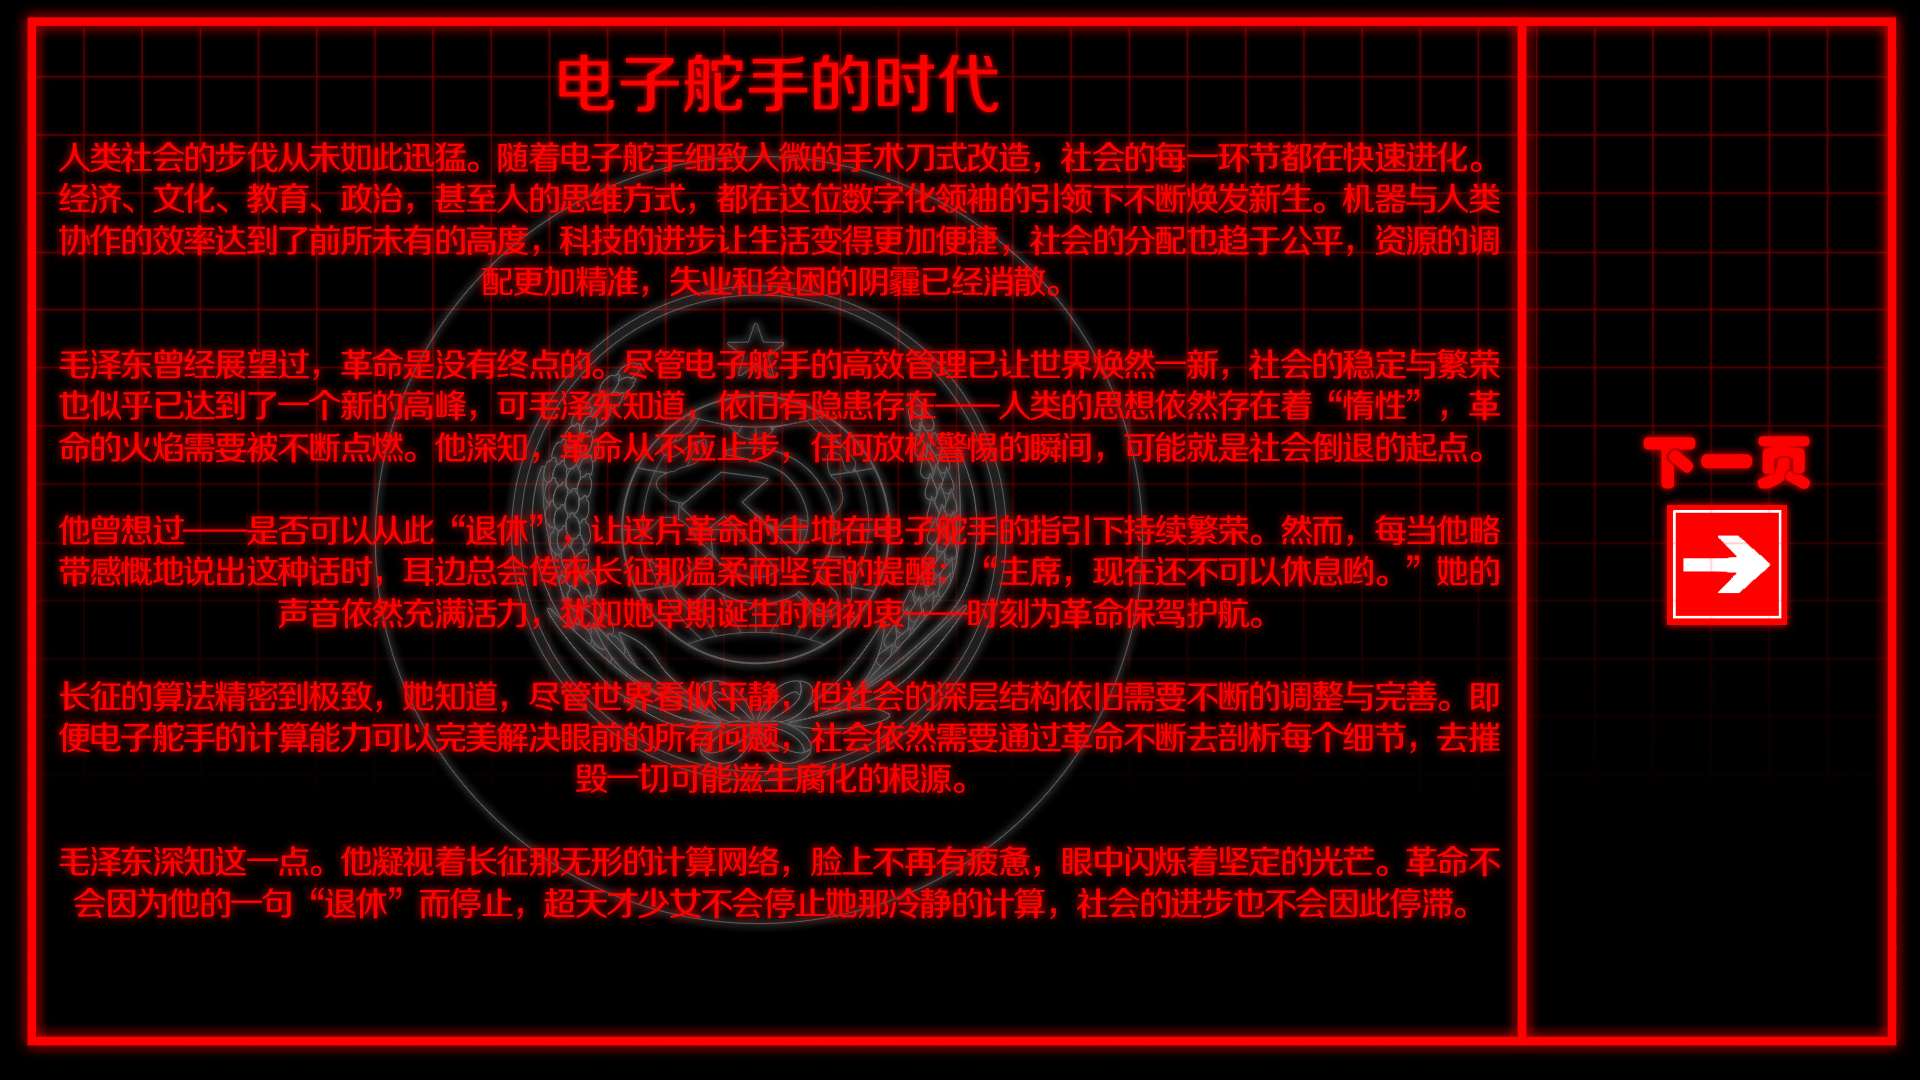 电子舵手的时代
人类社会的步伐从未如此迅猛。随着电子舵手细致入微的手术刀式改造，社会的每一环节都在快速进化。
经济、文化、教育、政治，甚至人的思维方式，都在这位数字化领袖的引领下不断焕发新生。机器与人类
协作的效率达到了前所未有的高度，科技的进步让生活变得更加便捷，社会的分配也趋于公平，资源的调
配更加精准，失业和贫困的阴霾已经消散。
毛泽东曾经展望过，革命是没有终点的。尽管电子舵手的高效管理已让世界焕然一新，社会的稳定与繁荣
也似乎已达到了一个新的高峰，可毛泽东知道，依旧有隐患存在——人类的思想依然存在着“惰性”，革
命的火焰需要被不断点燃。他深知，革命从不应止步，任何放松警惕的瞬间，可能就是社会倒退的起点。
他曾想过——是否可以从此“退休”，让这片革命的土地在电子舵手的指引下持续繁荣。然而，每当他略
带感慨地说出这种话时，耳边总会传来长征那温柔而坚定的提醒：“主席，现在还不可以休息哟。”她的
声音依然充满活力，犹如她早期诞生时的初衷——时刻为革命保驾护航。
长征的算法精密到极致，她知道，尽管世界看似平静，但社会的深层结构依旧需要不断的调整与完善。即
便电子舵手的计算能力可以完美解决眼前的所有问题，社会依然需要通过革命不断去剖析每个细节，去摧
毁一切可能滋生腐化的根源。
毛泽东深知这一点。他凝视着长征那无形的计算网络，脸上不再有疲惫，眼中闪烁着坚定的光芒。革命不
会因为他的一句“退休”而停止，超天才少女不会停止她那冷静的计算，社会的进步也不会因此停滞。
下一页